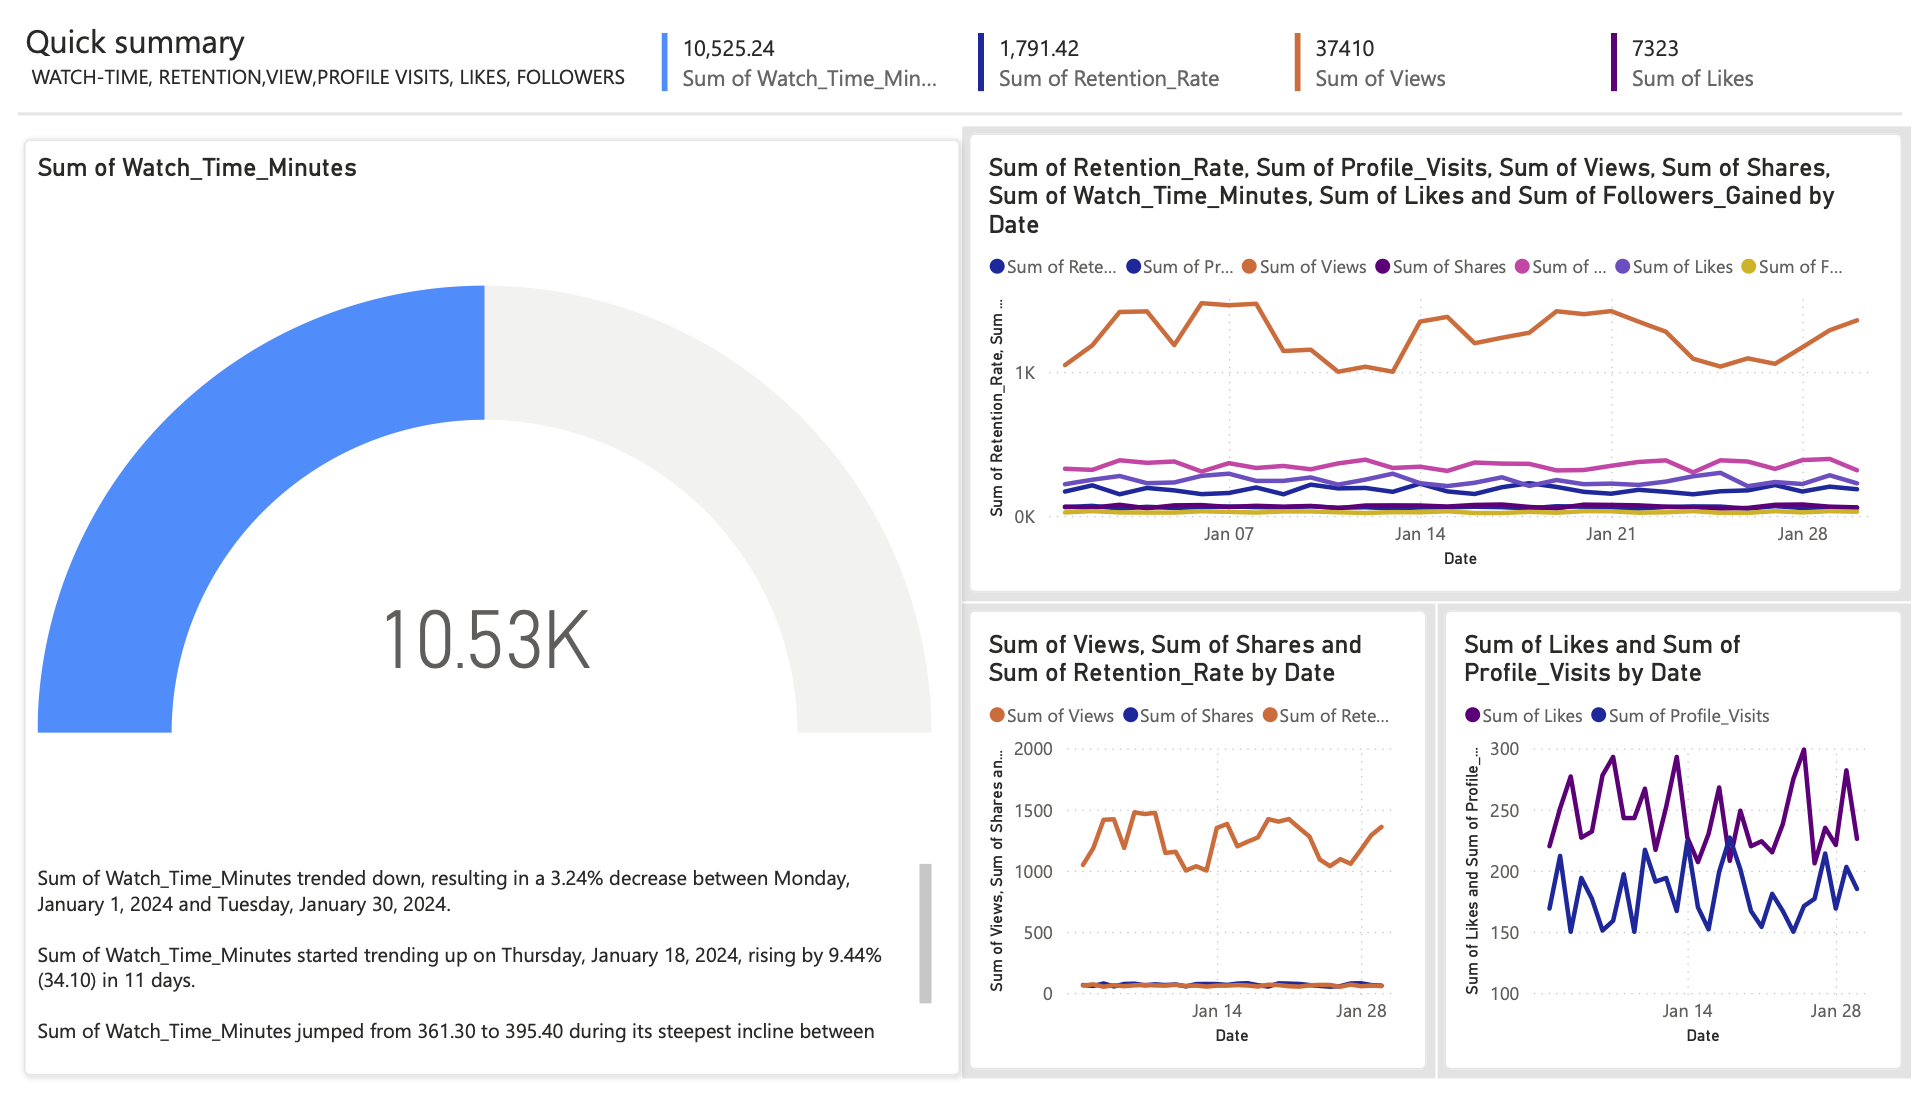 Quick summary
WATCH-TIME, RETENTION,VIEW,PROFILE VISITS, LIKES, FOLLOWERS
10,525.24
Sum of Watch_Time_Min...
1,791.42
Sum of Retention_Rate
37410
Sum of Views
7323
Sum of Likes
Sum of Watch_Time_Minutes
10.53K
Sum of Watch_Time_Minutes trended down, resulting in a 3.24% decrease between Monday,
January 1, 2024 and Tuesday, January 30, 2024.
Sum of Watch_Time_Minutes started trending up on Thursday, January 18, 2024, rising by 9.44%
(34.10) in 11 days.
Sum of Watch_Time_Minutes jumped from 361.30 to 395.40 during its steepest incline between
Sum of Retention_Rate, Sum of Profile_Visits, Sum of Views, Sum of Shares,
Sum of Watch_Time_Minutes, Sum of Likes and Sum of Followers_Gained by
Date
Sum of Rete... Sum of Pr... Sum of Views Sum of Shares Sum of ... Sum of Likes Sum of F...
Sum of Retention_Rate, Sum ...
1K
0K
Jan 07 Jan 14 Jan 21 Jan 28
Date
Sum of Views, Sum of Shares and
Sum of Retention_Rate by Date
Sum of Views Sum of Shares Sum of Rete...
Sum of Views, Sum of Shares an...
2000
1500
1000
500
0
Jan 14 Jan 28
Date
Sum of Likes and Sum of
Profile_Visits by Date
Sum of Likes Sum of Profile_Visits
Sum of Likes and Sum of Profile_...
300
250
200
150
100
Jan 14 Jan 28
Date